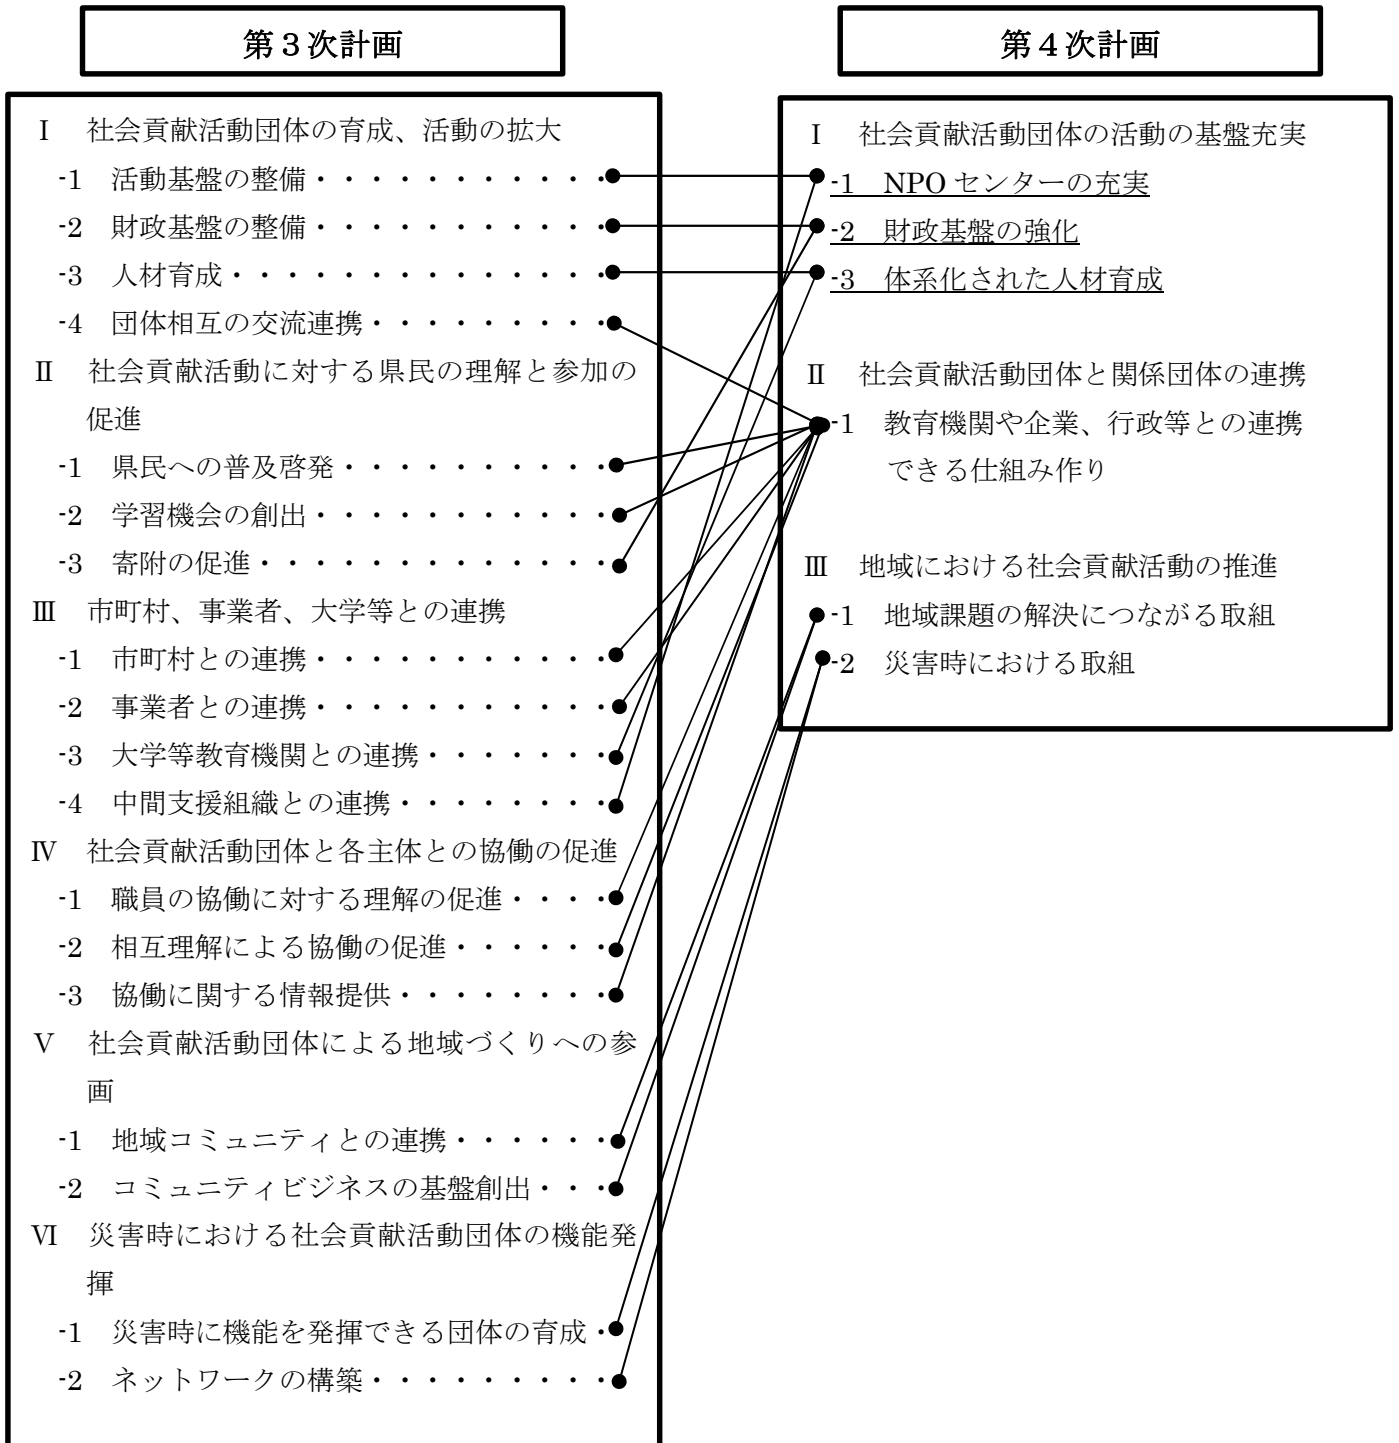 第３次計画
Ⅰ　社会貢献活動団体の育成、活動の拡大
-1　活動基盤の整備・・・・・・・・・・・
-2　財政基盤の整備・・・・・・・・・・・
-3　人材育成・・・・・・・・・・・・・・
-4　団体相互の交流連携・・・・・・・・・
Ⅱ　社会貢献活動に対する県民の理解と参加の
促進
-1　県民への普及啓発・・・・・・・・・・
-2　学習機会の創出・・・・・・・・・・・
-3　寄附の促進・・・・・・・・・・・・・
Ⅲ　市町村、事業者、大学等との連携
-1　市町村との連携・・・・・・・・・・・
-2　事業者との連携・・・・・・・・・・・
-3　大学等教育機関との連携・・・・・・・
-4　中間支援組織との連携・・・・・・・・
Ⅳ　社会貢献活動団体と各主体との協働の促進
-1　職員の協働に対する理解の促進・・・・
-2　相互理解による協働の促進・・・・・・
-3　協働に関する情報提供・・・・・・・・
Ⅴ　社会貢献活動団体による地域づくりへの参
画
-1　地域コミュニティとの連携・・・・・・
-2　コミュニティビジネスの基盤創出・・・
Ⅵ　災害時における社会貢献活動団体の機能発
揮
-1　災害時に機能を発揮できる団体の育成・
-2　ネットワークの構築・・・・・・・・・
第４次計画
Ⅰ　社会貢献活動団体の活動の基盤充実
-1　NPO センターの充実
-2　財政基盤の強化
-3　体系化された人材育成
Ⅱ　社会貢献活動団体と関係団体の連携
-1　教育機関や企業、行政等との連携
できる仕組み作り
Ⅲ　地域における社会貢献活動の推進
-1　地域課題の解決につながる取組
-2　災害時における取組